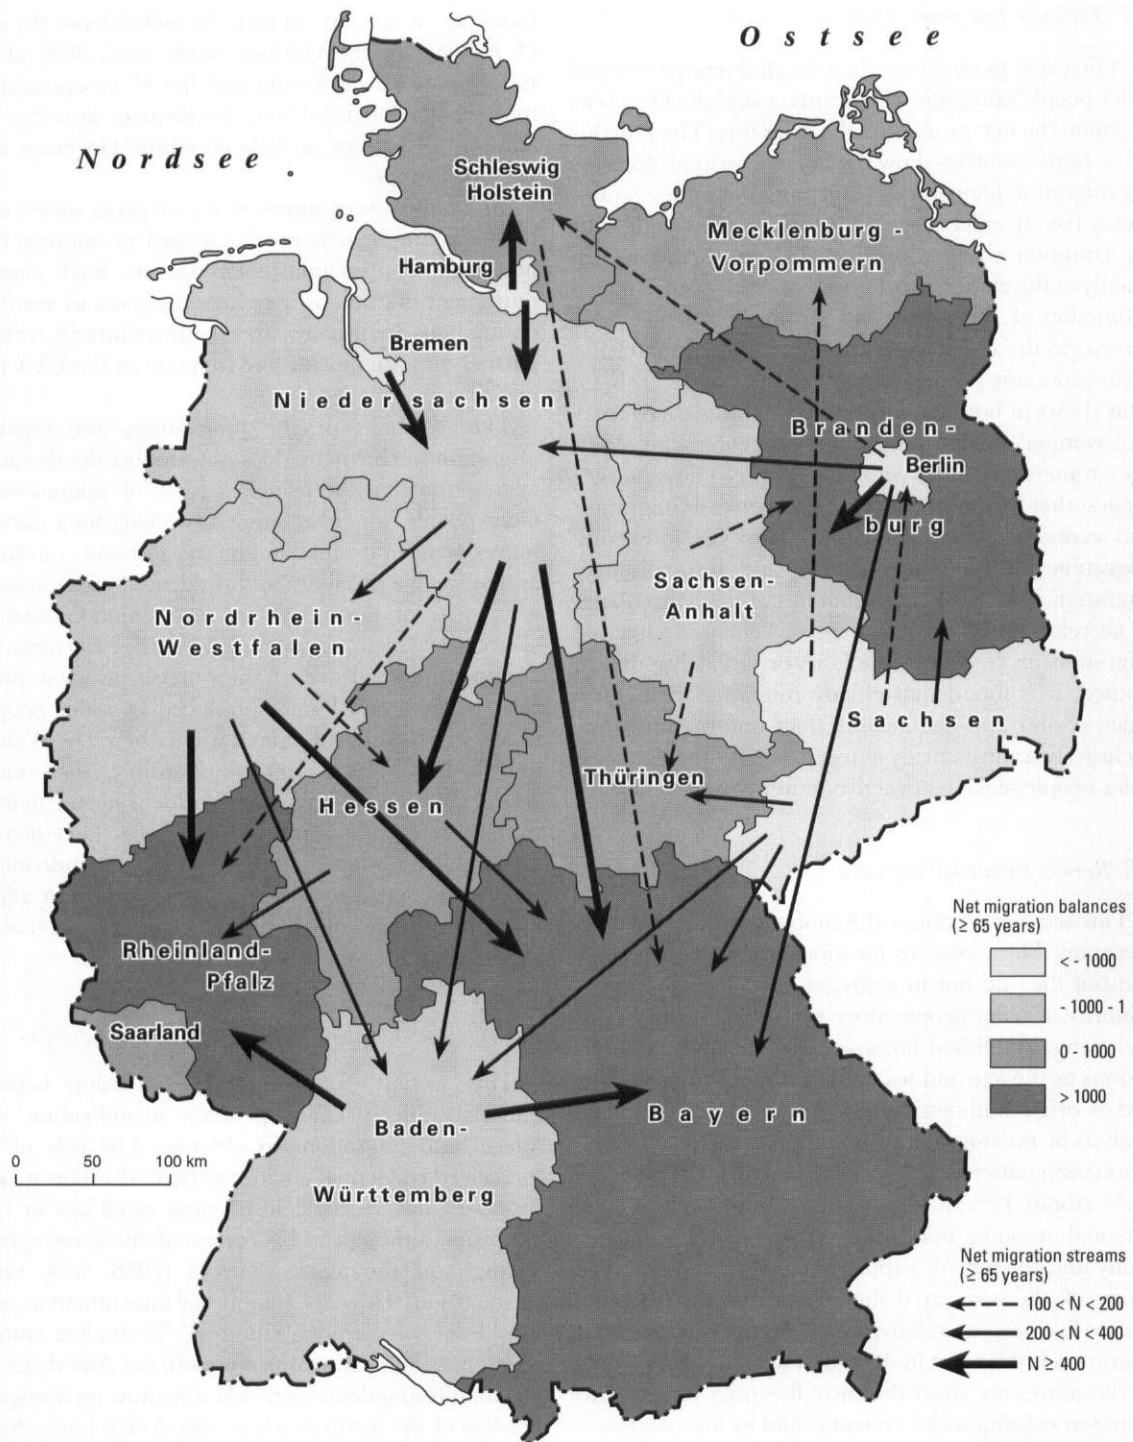 Ostsee
Nordsee
Schleswig
Holstein
Mecklenburg -
Vorpommern
Hamburg
Bremen
Niedersachsen
Branden-
Berlin
burg
Sachsen-
Anhalt
Nordrhein-
Westfalen
Sachsen
Thüringen
Hessen
Rheinland-
Pfalz
Saarland
Bayern
Baden-
Württemberg
0 50 100 km
Net migration balances
(≥ 65 years)
< - 1000
- 1000 - 1
0 - 1000
> 1000
Net migration streams
(≥ 65 years)
100 < N < 200
200 < N < 400
N ≥ 400